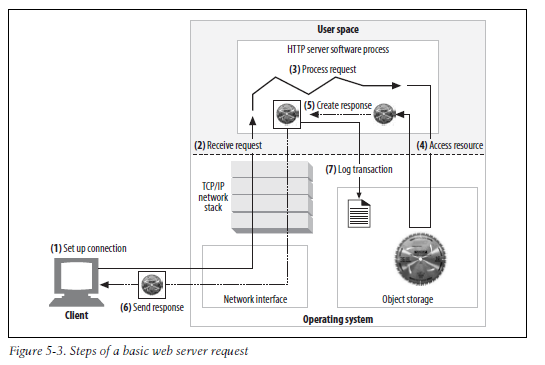 User space
HTTP server software process
(3) Process request
(5) Create response
(2) Receive request
(4) Access resource
(7) Log transaction
TCP/IP
network
stack
(1) Set up connection
(6) Send response
Client
Network interface
Object storage
Operating system
Figure 5-3. Steps of a basic web server request